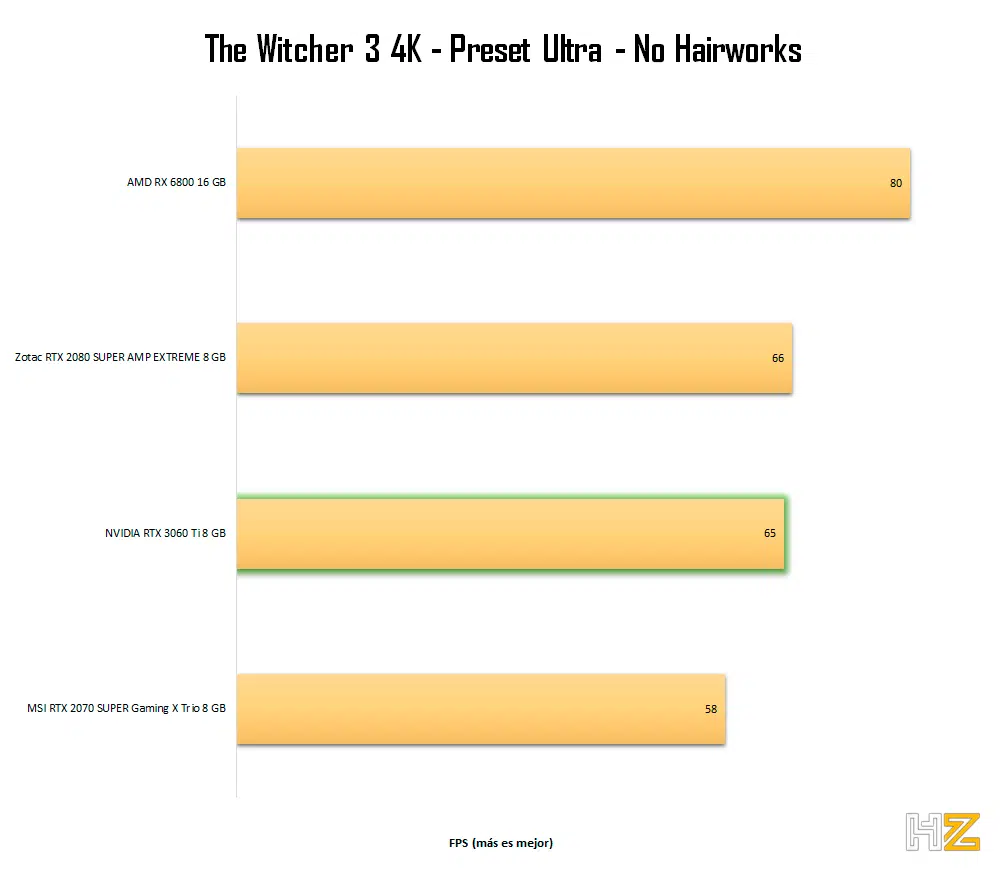 The Witcher 3 4K - Preset Ultra - No Hairworks
AMD RX 6800 16 GB
80
Zotac RTX 2080 SUPER AMP EXTREME 8 GB
66
NVIDIA RTX 3060 Ti 8 GB
65
MSI RTX 2070 SUPER Gaming X Trio 8 GB
58
FPS (más es mejor)
HZ